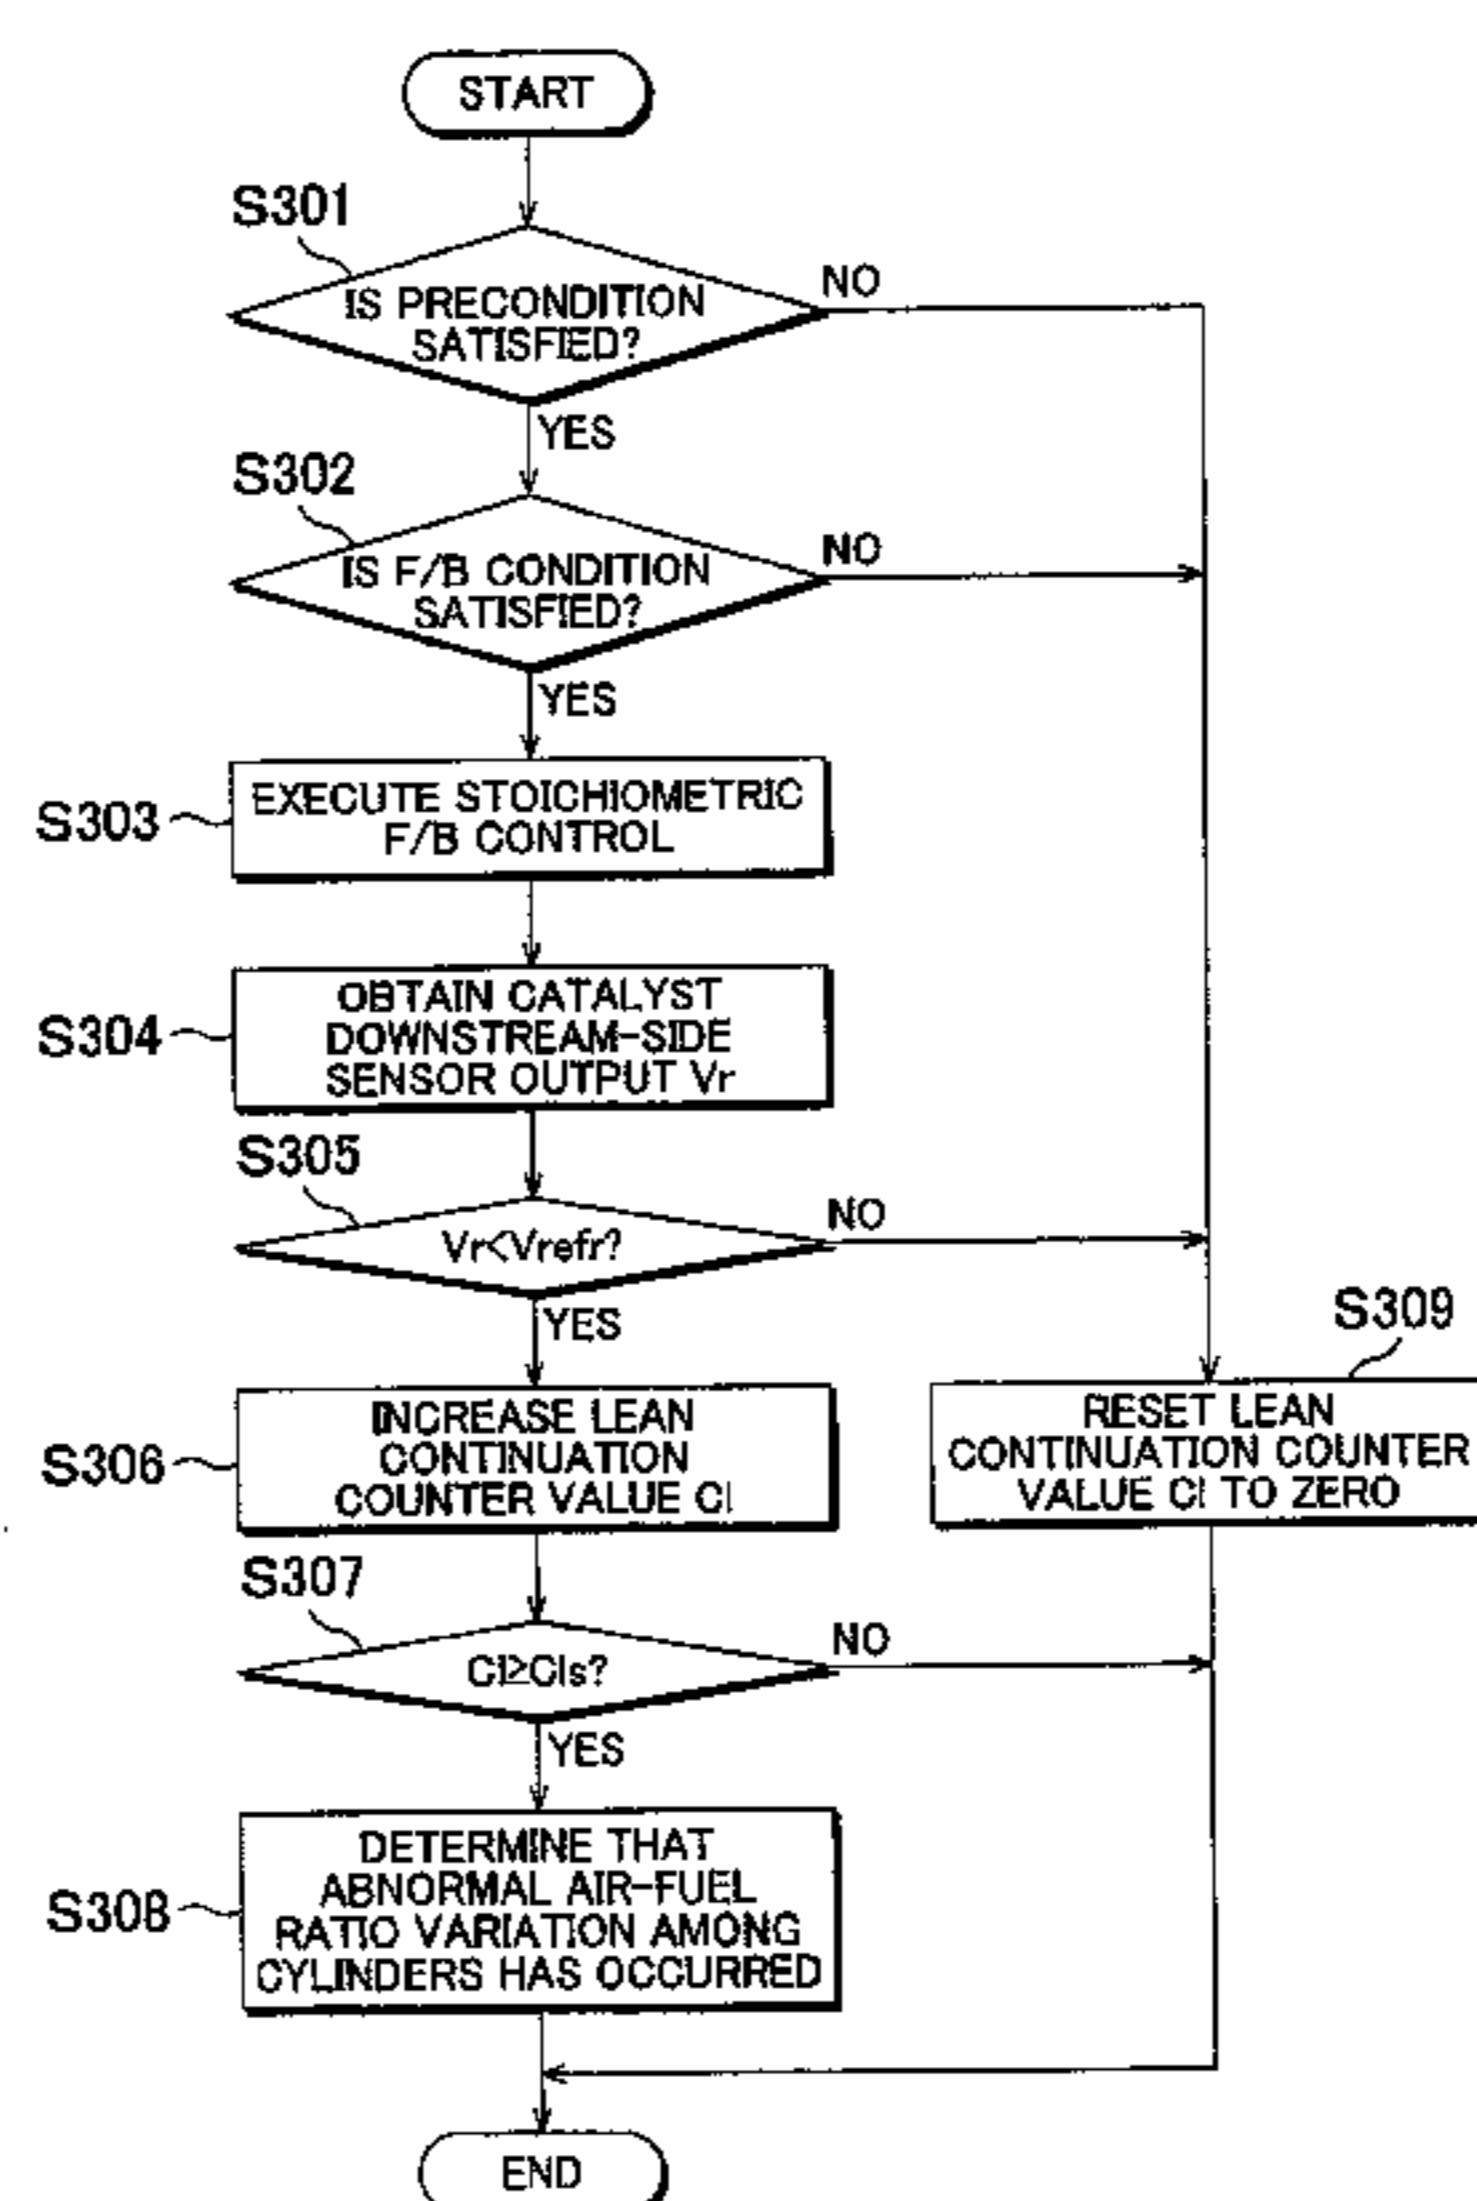 START
S301
IS PRECONDITION
SATISFIED?
NO
YES
S302
IS F/B CONDITION
SATISFIED?
NO
YES
S303
EXECUTE STOICHIOMETRIC
F/B CONTROL
S304
OBTAIN CATALYST
DOWNSTREAM-SIDE
SENSOR OUTPUT Vr
S305
Vr<Vrefr?
NO
YES
S306
INCREASE LEAN
CONTINUATION
COUNTER VALUE Cl
S309
RESET LEAN
CONTINUATION COUNTER
VALUE Cl TO ZERO
S307
Cl≥Cls?
NO
YES
S308
DETERMINE THAT
ABNORMAL AIR-FUEL
RATIO VARIATION AMONG
CYLINDERS HAS OCCURRED
END